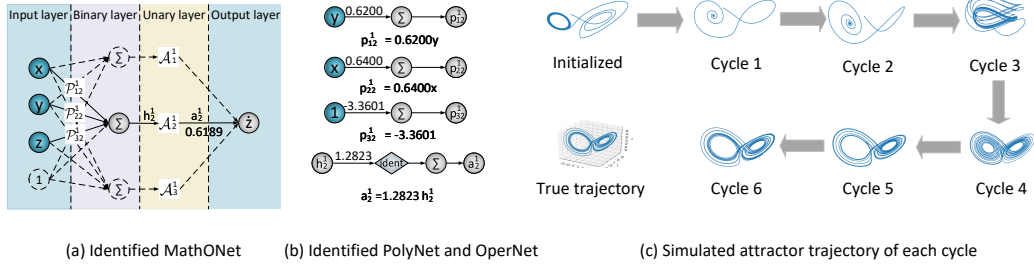 Input layer Binary layer Unary layer Output layer
x
y
z
1
𝒫¹₁₂
𝒫¹₂₂
𝒫¹₃₂
Σ
Σ
Σ
h¹₂
𝒜¹₁
𝒜¹₂
𝒜¹₃
a¹₂
0.6189
ż
(a) Identified MathONet
y 0.6200 Σ p¹₁₂
p¹₁₂ = 0.6200y
x 0.6400 Σ p¹₂₂
p¹₂₂ = 0.6400x
1 -3.3601 Σ p¹₃₂
p¹₃₂ = -3.3601
h¹₂ 1.2823 ident Σ a¹₂
a¹₂ =1.2823 h¹₂
(b) Identified PolyNet and OperNet
Initialized Cycle 1 Cycle 2 Cycle 3
True trajectory Cycle 6 Cycle 5 Cycle 4
(c) Simulated attractor trajectory of each cycle